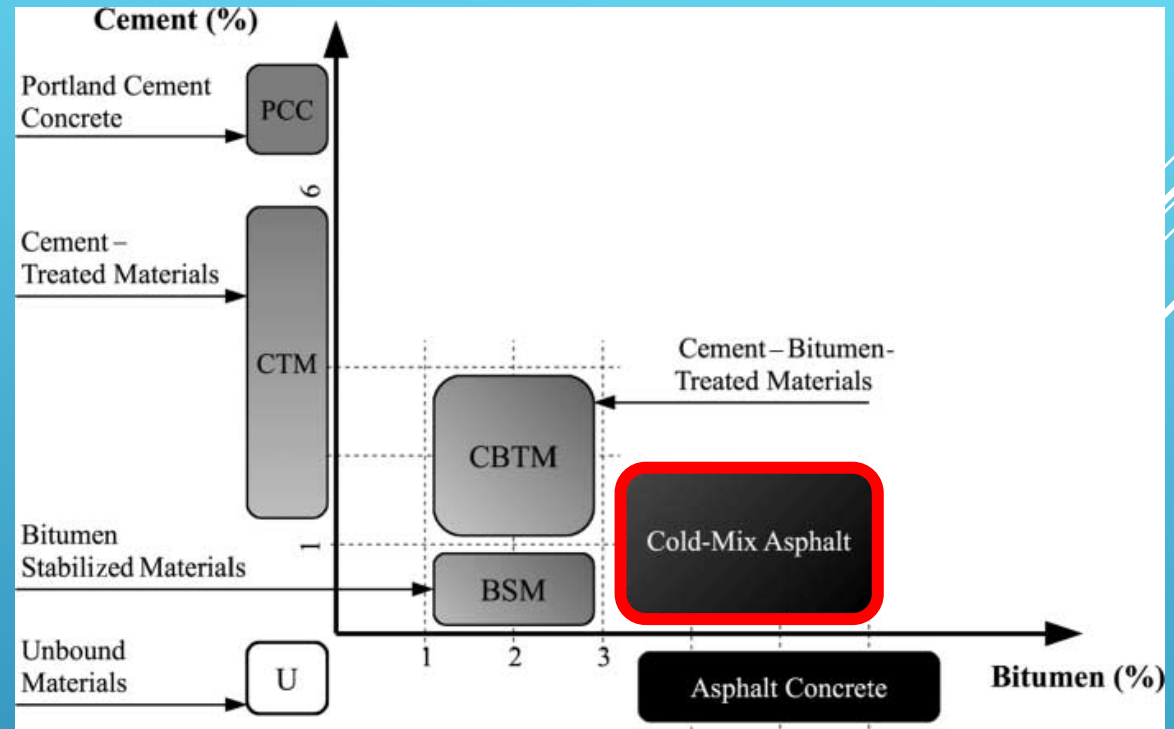 Cement (%)
Portland Cement
Concrete
PCC
6
Cement–
Treated Materials
CTM
Cement–Bitumen-
Treated Materials
CBTM
Cold-Mix Asphalt
1
Bitumen
Stabilized Materials
BSM
1 2 3
Unbound
Materials
U
Asphalt Concrete
Bitumen (%)